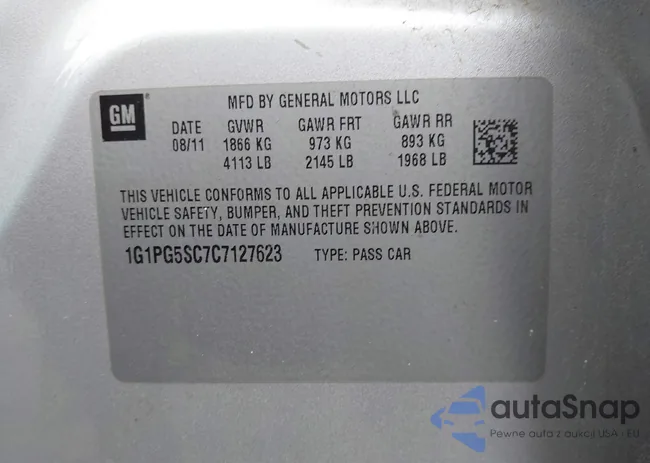 GM
MFD BY GENERAL MOTORS LLC
DATE GVWR GAWR FRT GAWR RR
08/11 1866 KG 973 KG 893 KG
4113 LB 2145 LB 1968 LB
THIS VEHICLE CONFORMS TO ALL APPLICABLE U.S. FEDERAL MOTOR
VEHICLE SAFETY, BUMPER, AND THEFT PREVENTION STANDARDS IN
EFFECT ON THE DATE OF MANUFACTURE SHOWN ABOVE.
1G1PG5SC7C7127623 TYPE: PASS CAR
autaSnap
Pewne auta z aukcji USA - EU